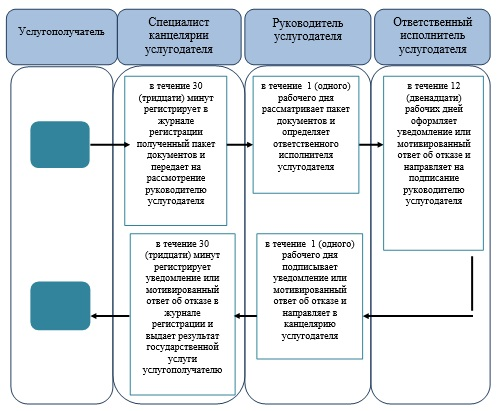 Услугополучатель
Специалист
канцелярии
услугодателя
Руководитель
услугодателя
Ответственный
исполнитель
услугодателя
в течение 30
(тридцати) минут
регистрирует в
журнале
регистрации
полученный пакет
документов и
передает на
рассмотрение
руководителю
услугодателя
в течение 1 (одного)
рабочего дня
рассматривает пакет
документов и
определяет
ответственного
исполнителя
услугодателя
в течение 12
(двенадцати)
рабочих дней
оформляет
уведомление или
мотивированный
ответ об отказе и
направляет на
подписание
руководителю
услугодателя
в течение 30
(тридцати) минут
регистрирует
уведомление или
мотивированный
ответ об отказе в
журнале
регистрации и
выдает результат
государственной
услуги
услугополучателю
в течение 1 (одного)
рабочего дня
подписывает
уведомление или
мотивированный
ответ об отказе и
направляет в
канцелярию
услугодателя